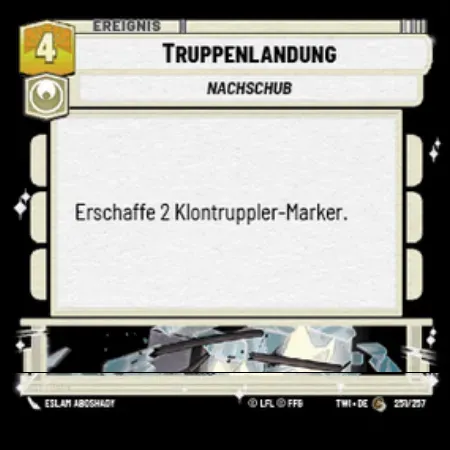 EREIGNIS
4
TRUPPENLANDUNG
NACHSCHUB
Erschaffe 2 Klontruppler-Marker.
ESLAM ABOSHADY
© LFL © FFG
TWI • DE
251/257